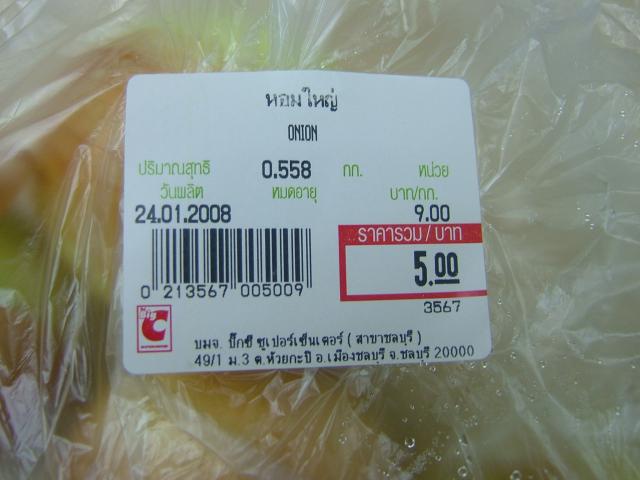 หอมใหญ่
ONION
ปริมาณสุทธิ 0.558 กก. หน่วย
วันผลิต หมดอายุ บาท/กก.
24.01.2008 9.00
ราคารวม/บาท
5.00
0 213567 005009
3567
Big C
บมจ. บิ๊กซี ซูเปอร์เซ็นเตอร์ ( สาขาชลบุรี )
49/1 ม.3 ต.ห้วยกะปิ อ.เมืองชลบุรี จ.ชลบุรี 20000